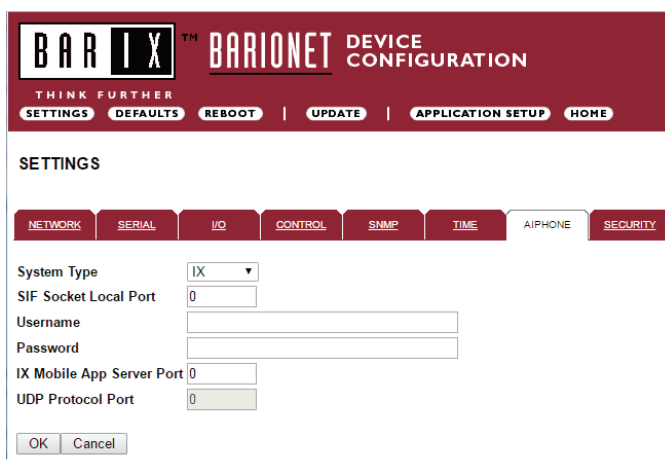 BARIX ™ BARIONET DEVICE CONFIGURATION
THINK FURTHER
SETTINGS DEFAULTS REBOOT | UPDATE | APPLICATION SETUP HOME
SETTINGS
NETWORK SERIAL I/O CONTROL SNMP TIME AIPHONE SECURITY
System Type IX ▼
SIF Socket Local Port 0
Username
Password
IX Mobile App Server Port 0
UDP Protocol Port 0
OK Cancel